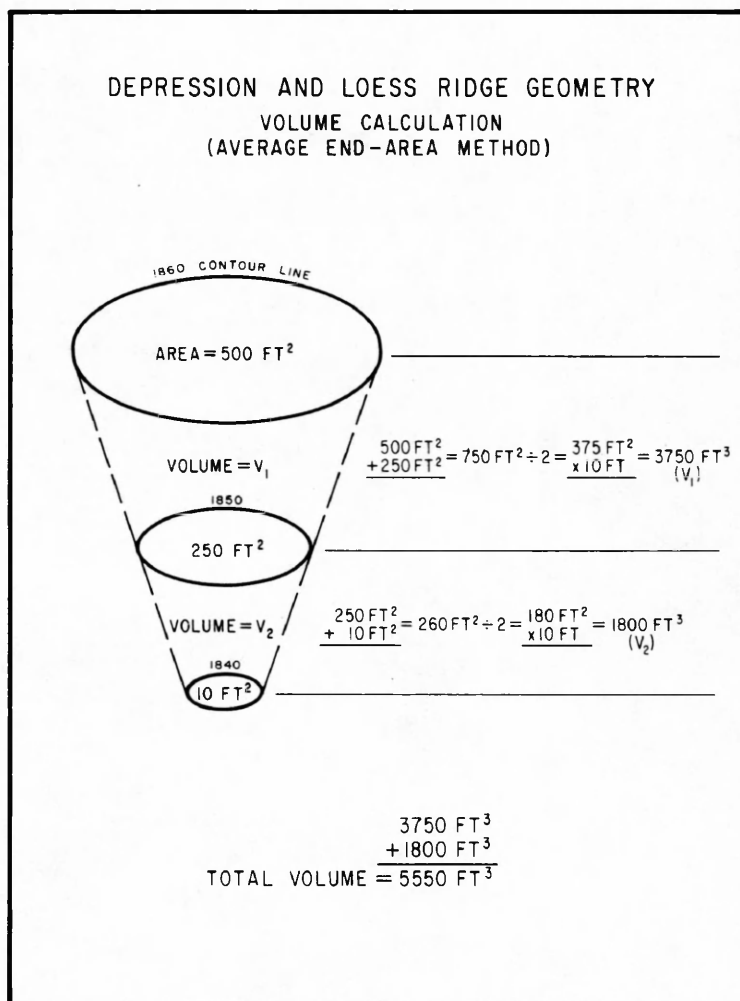 DEPRESSION AND LOESS RIDGE GEOMETRY
VOLUME CALCULATION
(AVERAGE END-AREA METHOD)
1860 CONTOUR LINE
AREA = 500 FT²
VOLUME = V₁
500 FT²
+250 FT² = 750 FT² ÷ 2 = 375 FT² x 10 FT = 3750 FT³
(V₁)
1850
250 FT²
VOLUME = V₂
250 FT²
+ 10 FT² = 260 FT² ÷ 2 = 180 FT² x 10 FT = 1800 FT³
(V₂)
1840
10 FT²
3750 FT³
+1800 FT³
TOTAL VOLUME = 5550 FT³